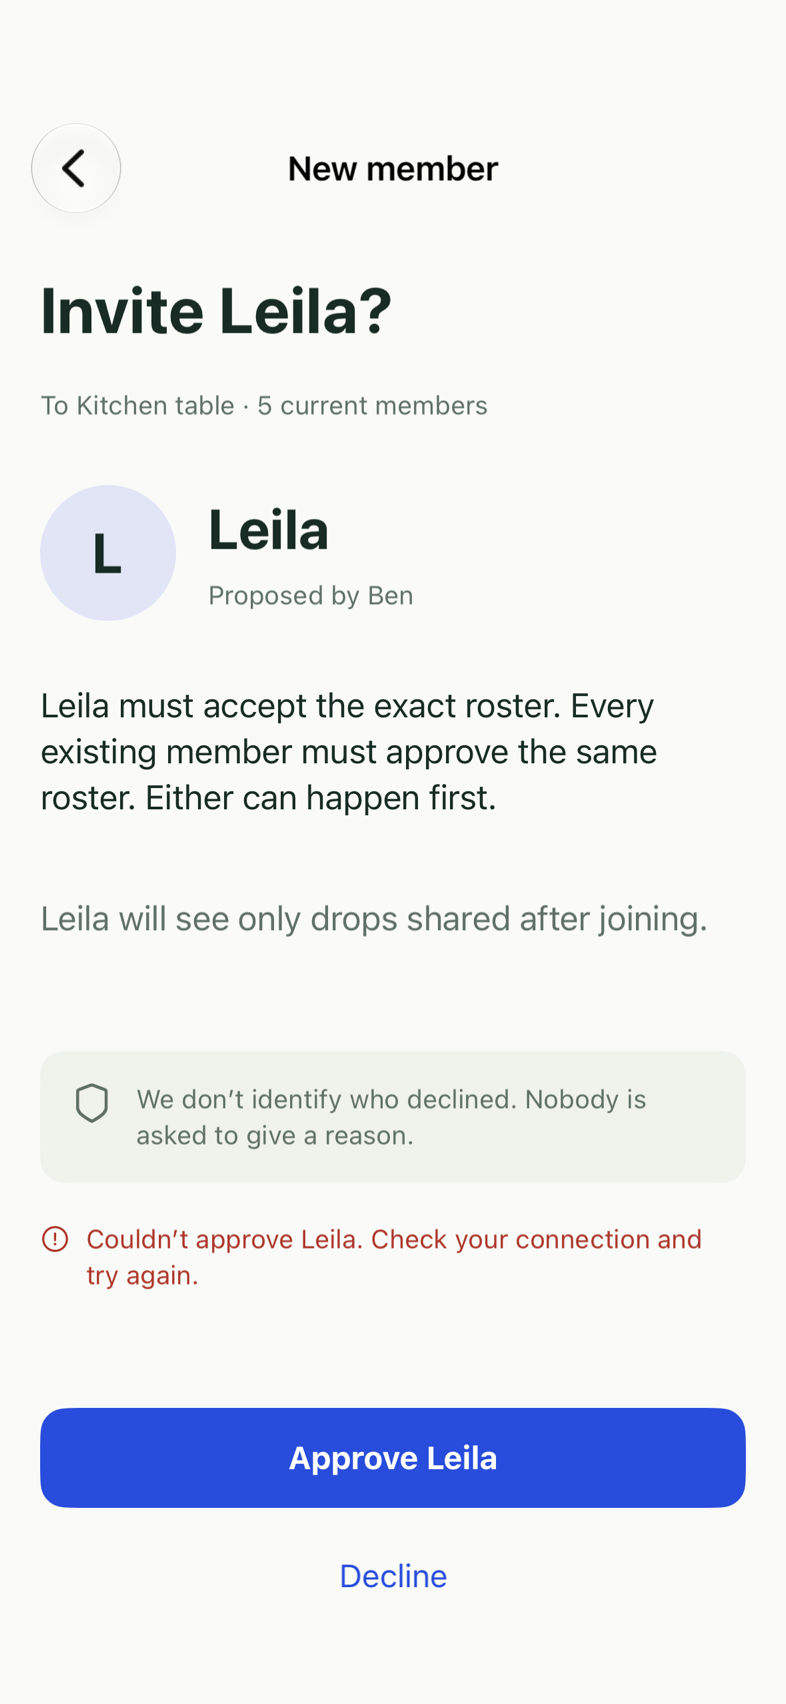 New member
Invite Leila?
To Kitchen table · 5 current members
L
Leila
Proposed by Ben
Leila must accept the exact roster. Every
existing member must approve the same
roster. Either can happen first.
Leila will see only drops shared after joining.
We don’t identify who declined. Nobody is
asked to give a reason.
Couldn’t approve Leila. Check your connection and
try again.
Approve Leila
Decline